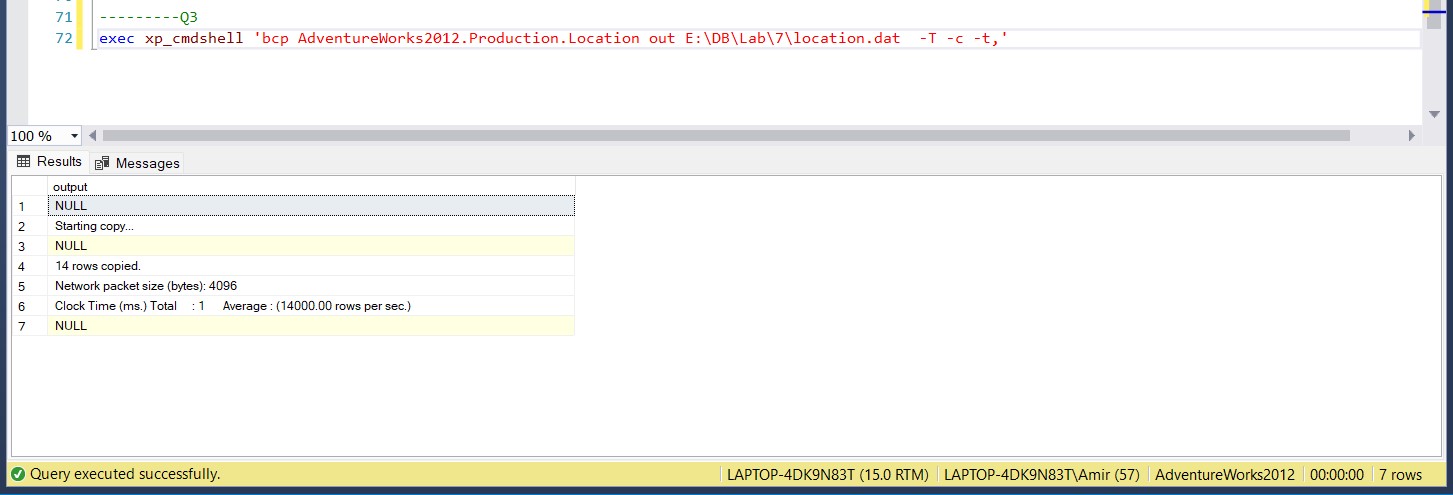 71 ---------Q3
72 exec xp_cmdshell 'bcp AdventureWorks2012.Production.Location out E:\DB\Lab\7\location.dat  -T -c -t,'
100 %
Results Messages
output
1 NULL
2 Starting copy...
3 NULL
4 14 rows copied.
5 Network packet size (bytes): 4096
6 Clock Time (ms.) Total : 1 Average : (14000.00 rows per sec.)
7 NULL
Query executed successfully. LAPTOP-4DK9N83T (15.0 RTM) LAPTOP-4DK9N83T\Amir (57) AdventureWorks2012 00:00:00 7 rows